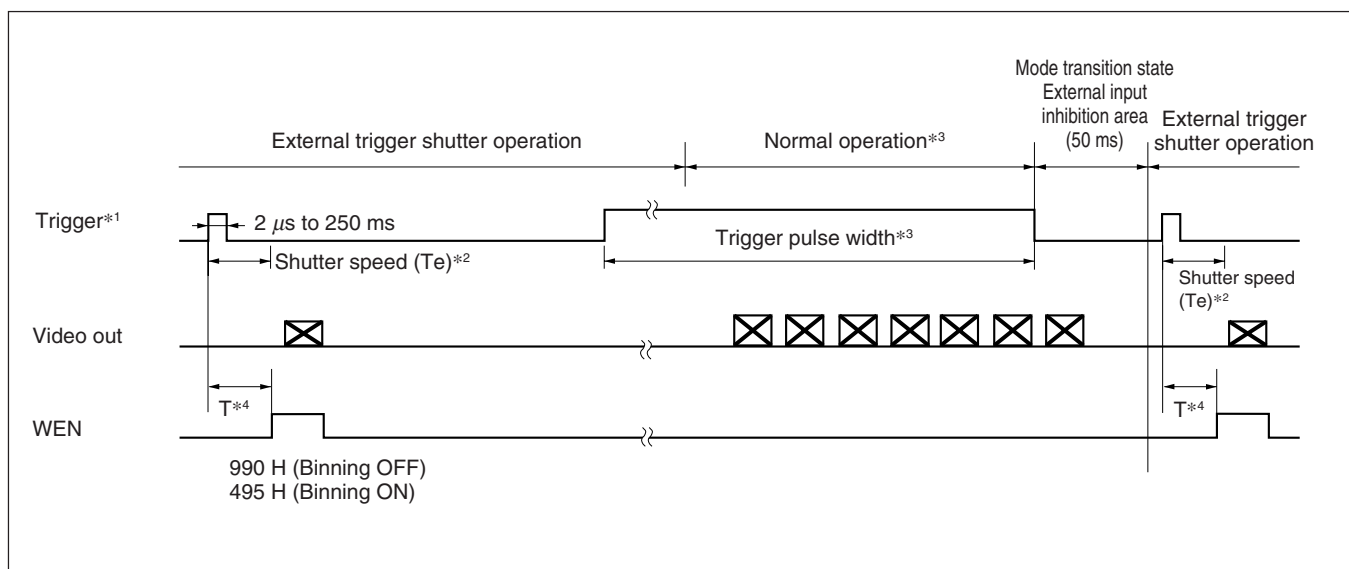 Mode transition state
External input
inhibition area
(50 ms)
External trigger shutter operation
Normal operation*3
External trigger
shutter operation
Trigger*1
2 μs to 250 ms
Trigger pulse width*3
Shutter speed (Te)*2
Shutter speed
(Te)*2
Video out
T*4
T*4
WEN
990 H (Binning OFF)
495 H (Binning ON)